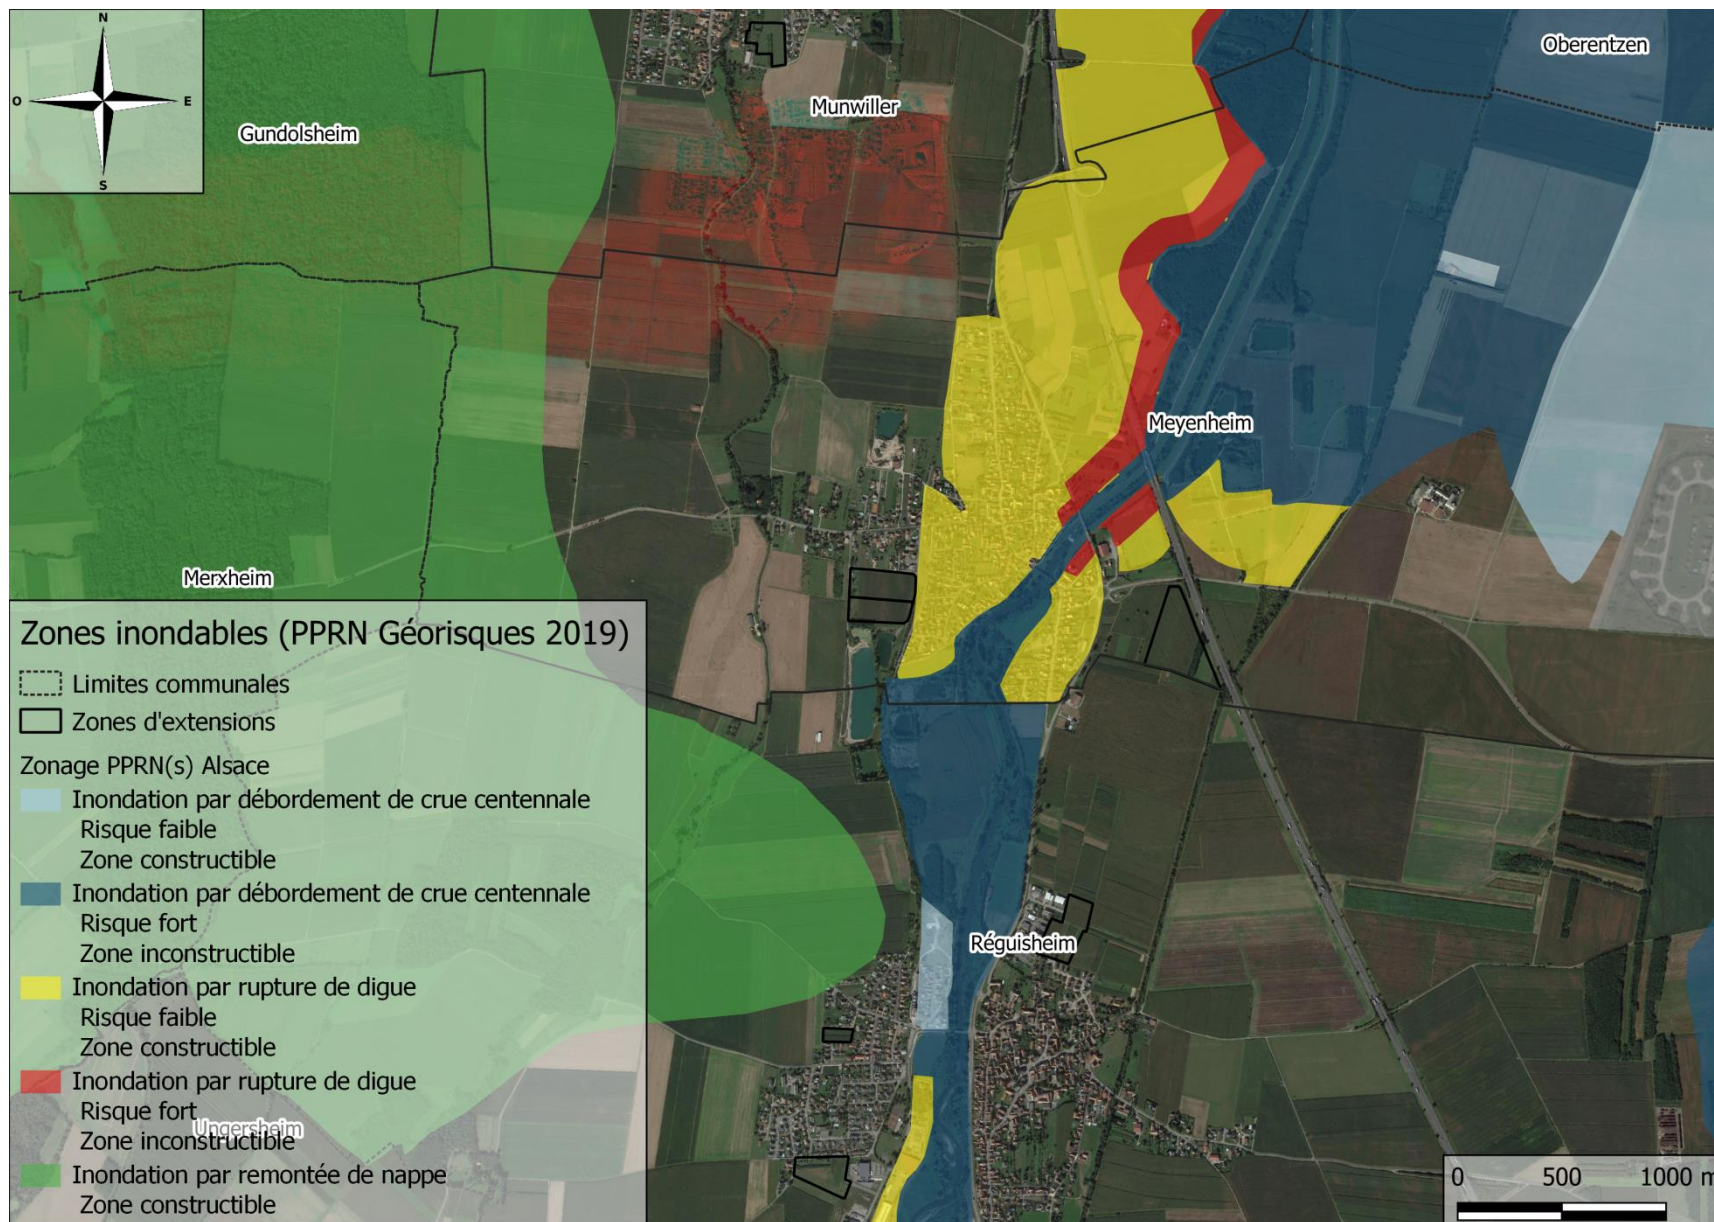 N
O
E
S
Oberentzen
Munwiller
Gundolsheim
Meyenheim
Merxheim
Réguisheim
Ungersheim
Zones inondables (PPRN Géorisques 2019)
Limites communales
Zones d'extensions
Zonage PPRN(s) Alsace
Inondation par débordement de crue centennale
Risque faible
Zone constructible
Inondation par débordement de crue centennale
Risque fort
Zone inconstructible
Inondation par rupture de digue
Risque faible
Zone constructible
Inondation par rupture de digue
Risque fort
Zone inconstructible
Inondation par remontée de nappe
Zone constructible
0 500 1000 m